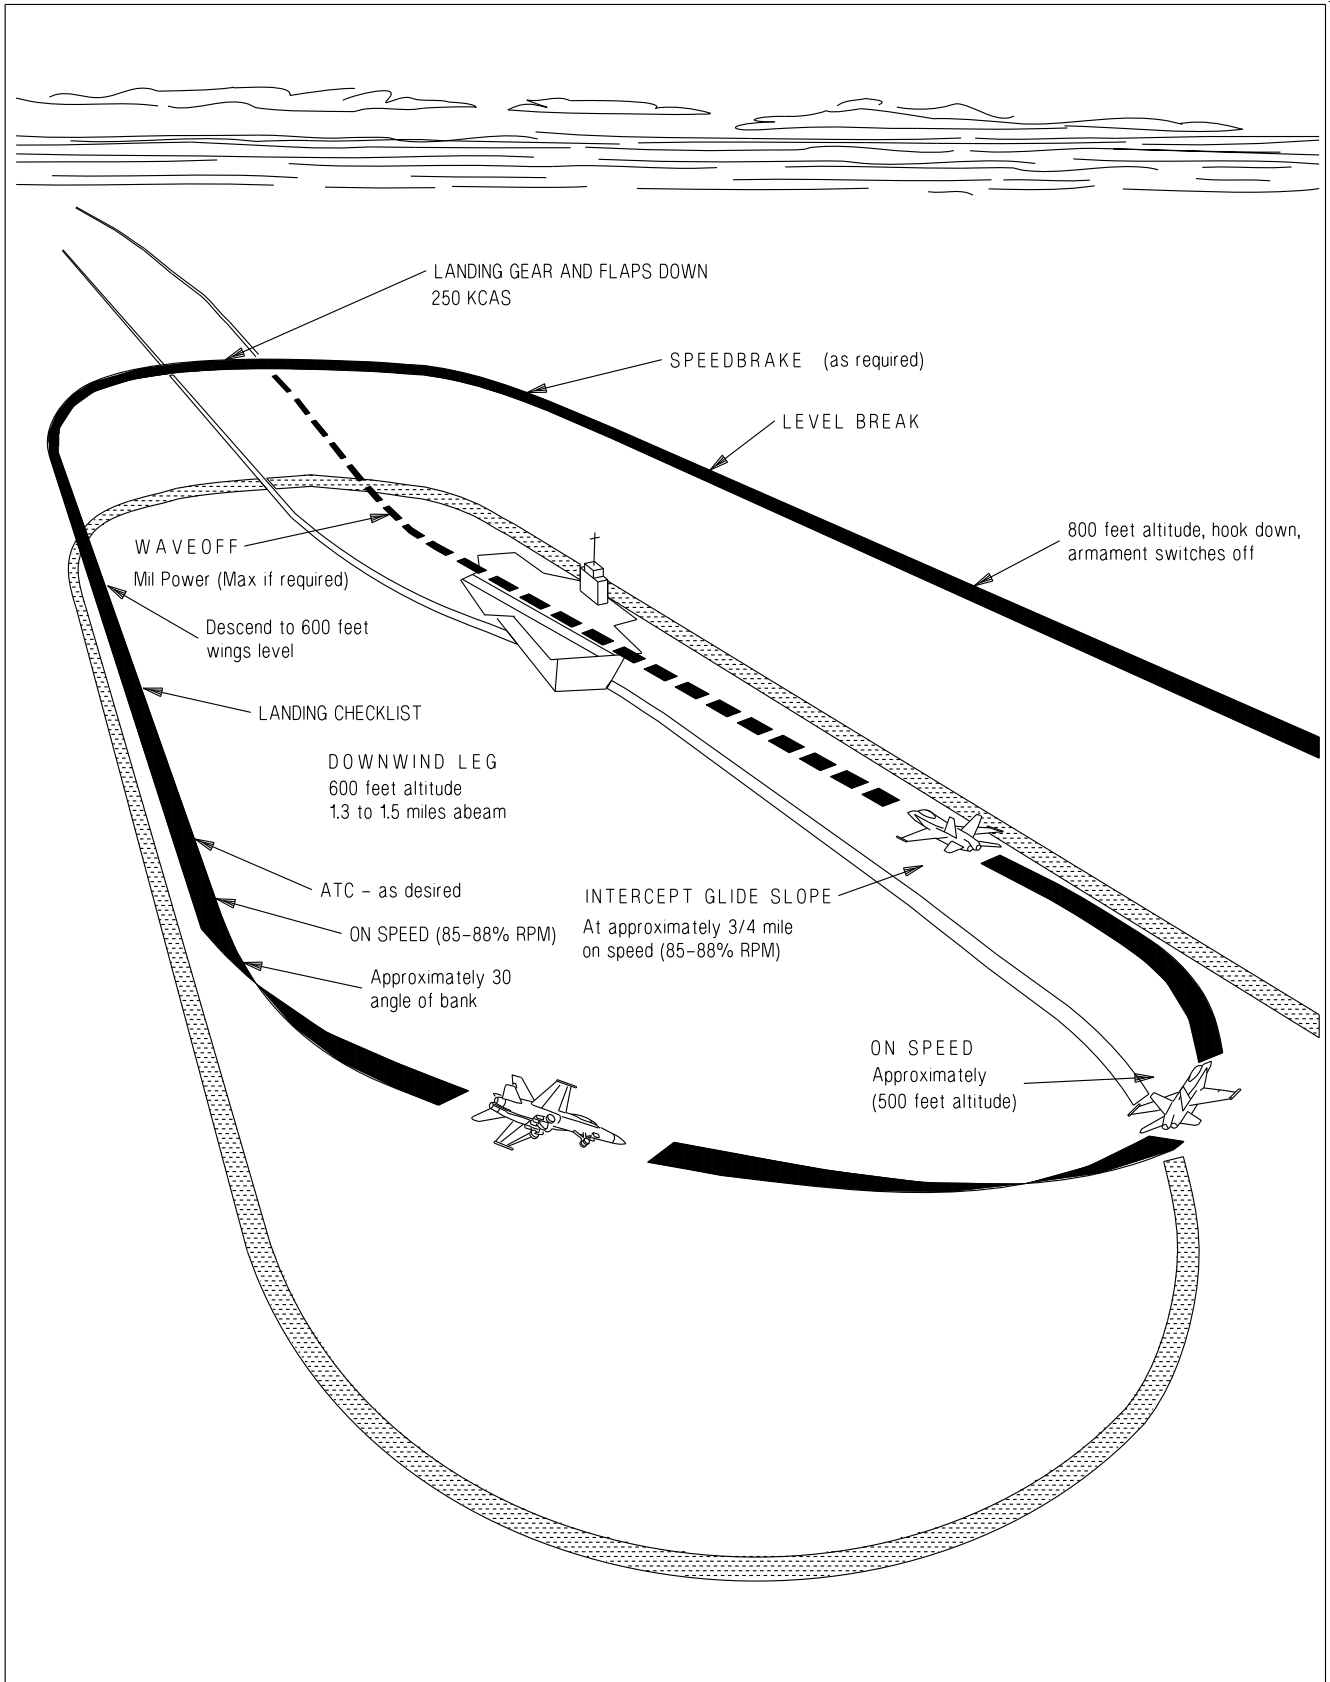 LANDING GEAR AND FLAPS DOWN
250 KCAS
SPEEDBRAKE (as required)
LEVEL BREAK
800 feet altitude, hook down,
armament switches off
WAVEOFF
Mil Power (Max if required)
Descend to 600 feet
wings level
LANDING CHECKLIST
DOWNWIND LEG
600 feet altitude
1.3 to 1.5 miles abeam
ATC – as desired
ON SPEED (85–88% RPM)
Approximately 30
angle of bank
INTERCEPT GLIDE SLOPE
At approximately 3/4 mile
on speed (85–88% RPM)
ON SPEED
Approximately
(500 feet altitude)